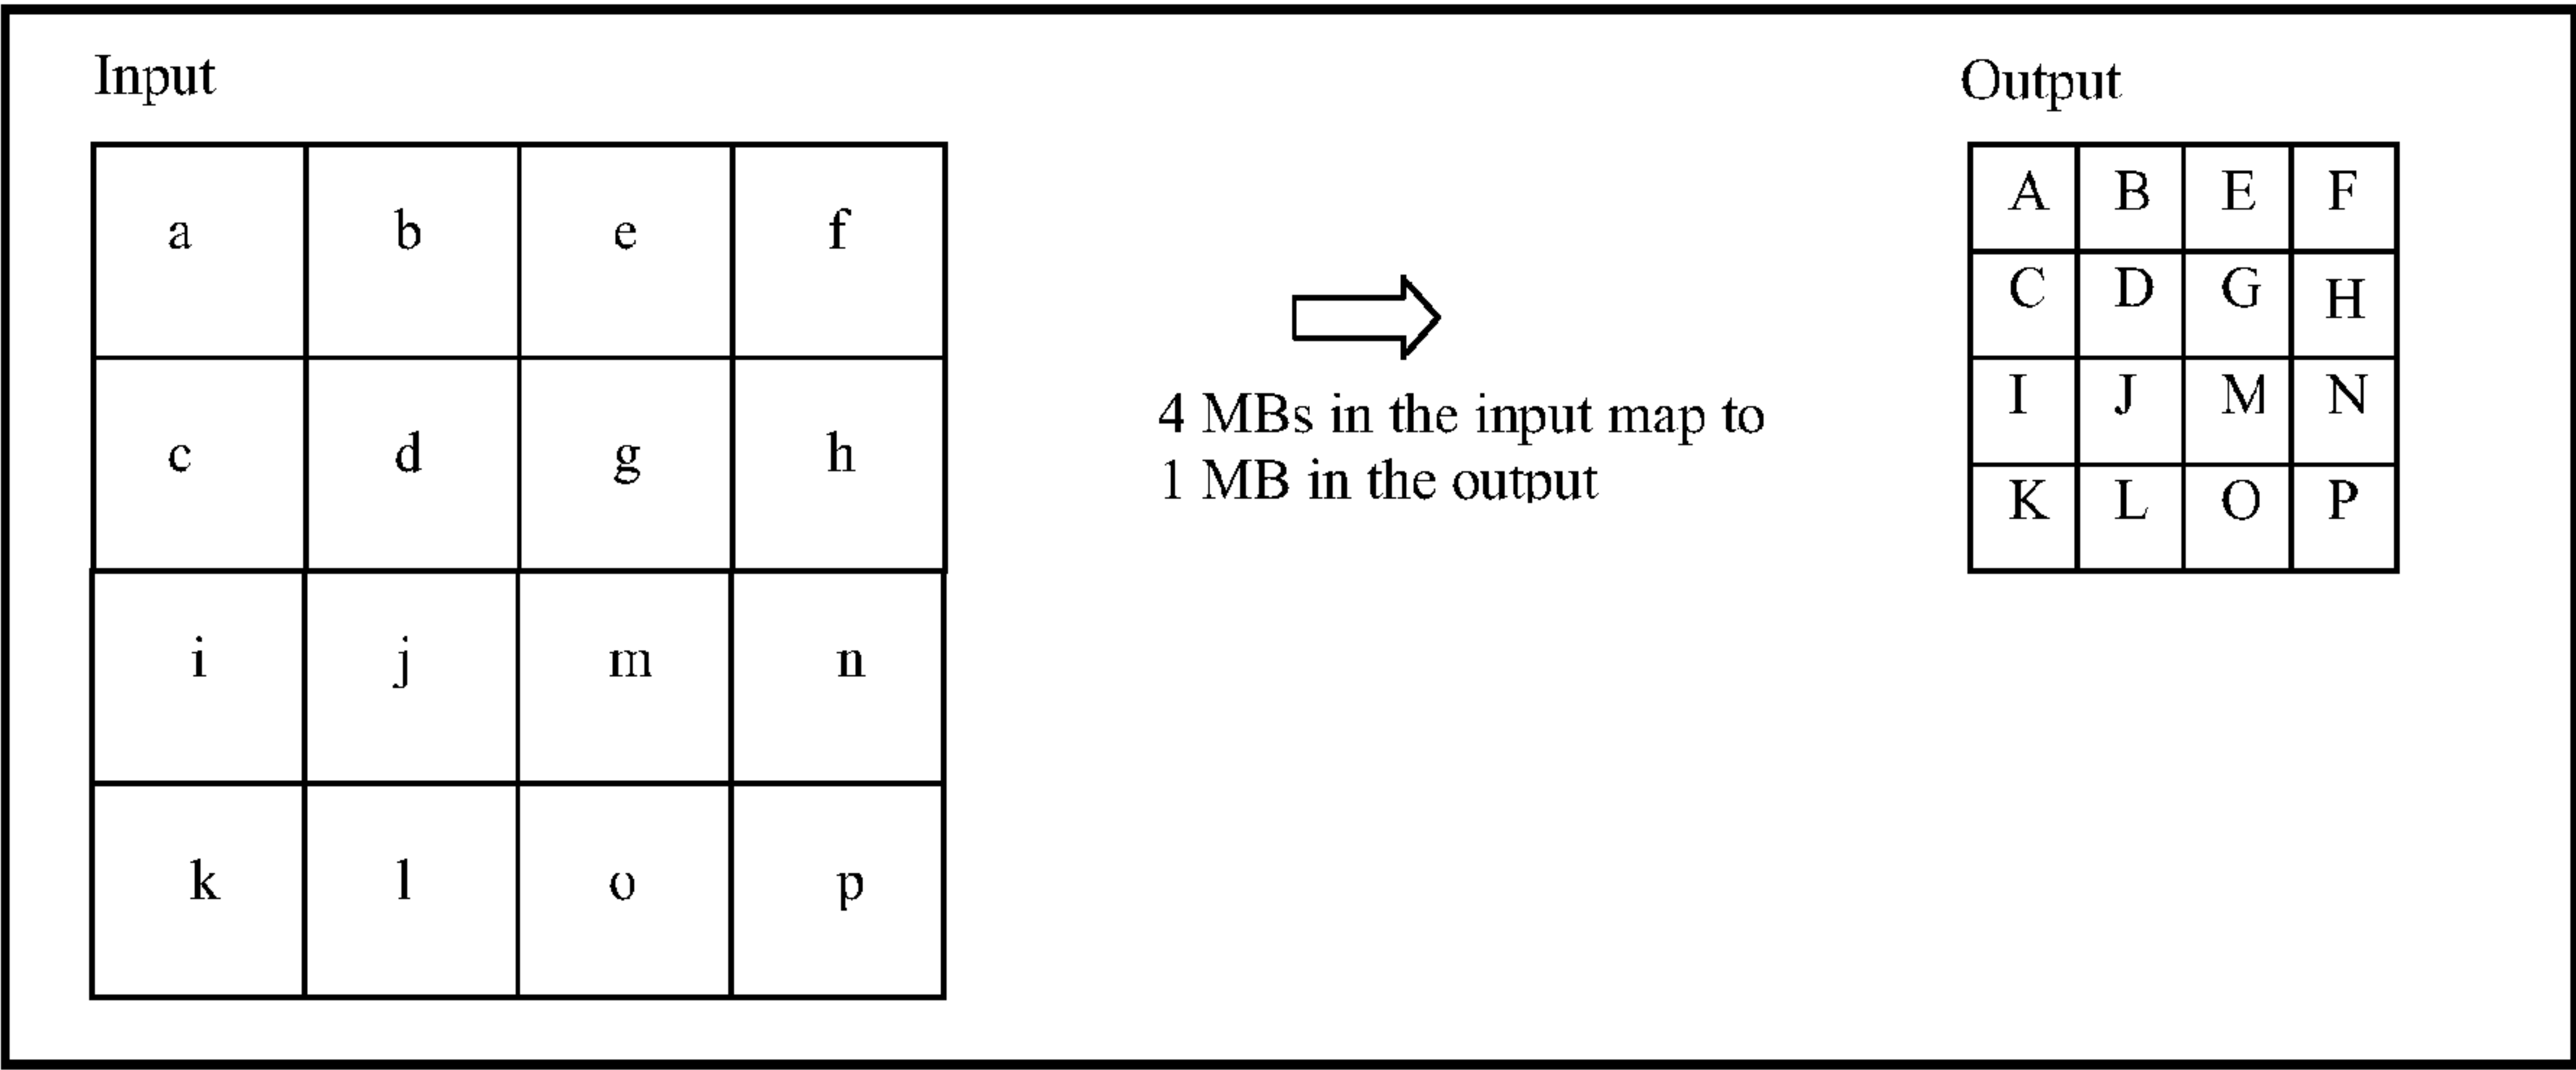 Input
a b e f
c d g h
i j m n
k l o p
4 MBs in the input map to
1 MB in the output
Output
A B E F
C D G H
I J M N
K L O P